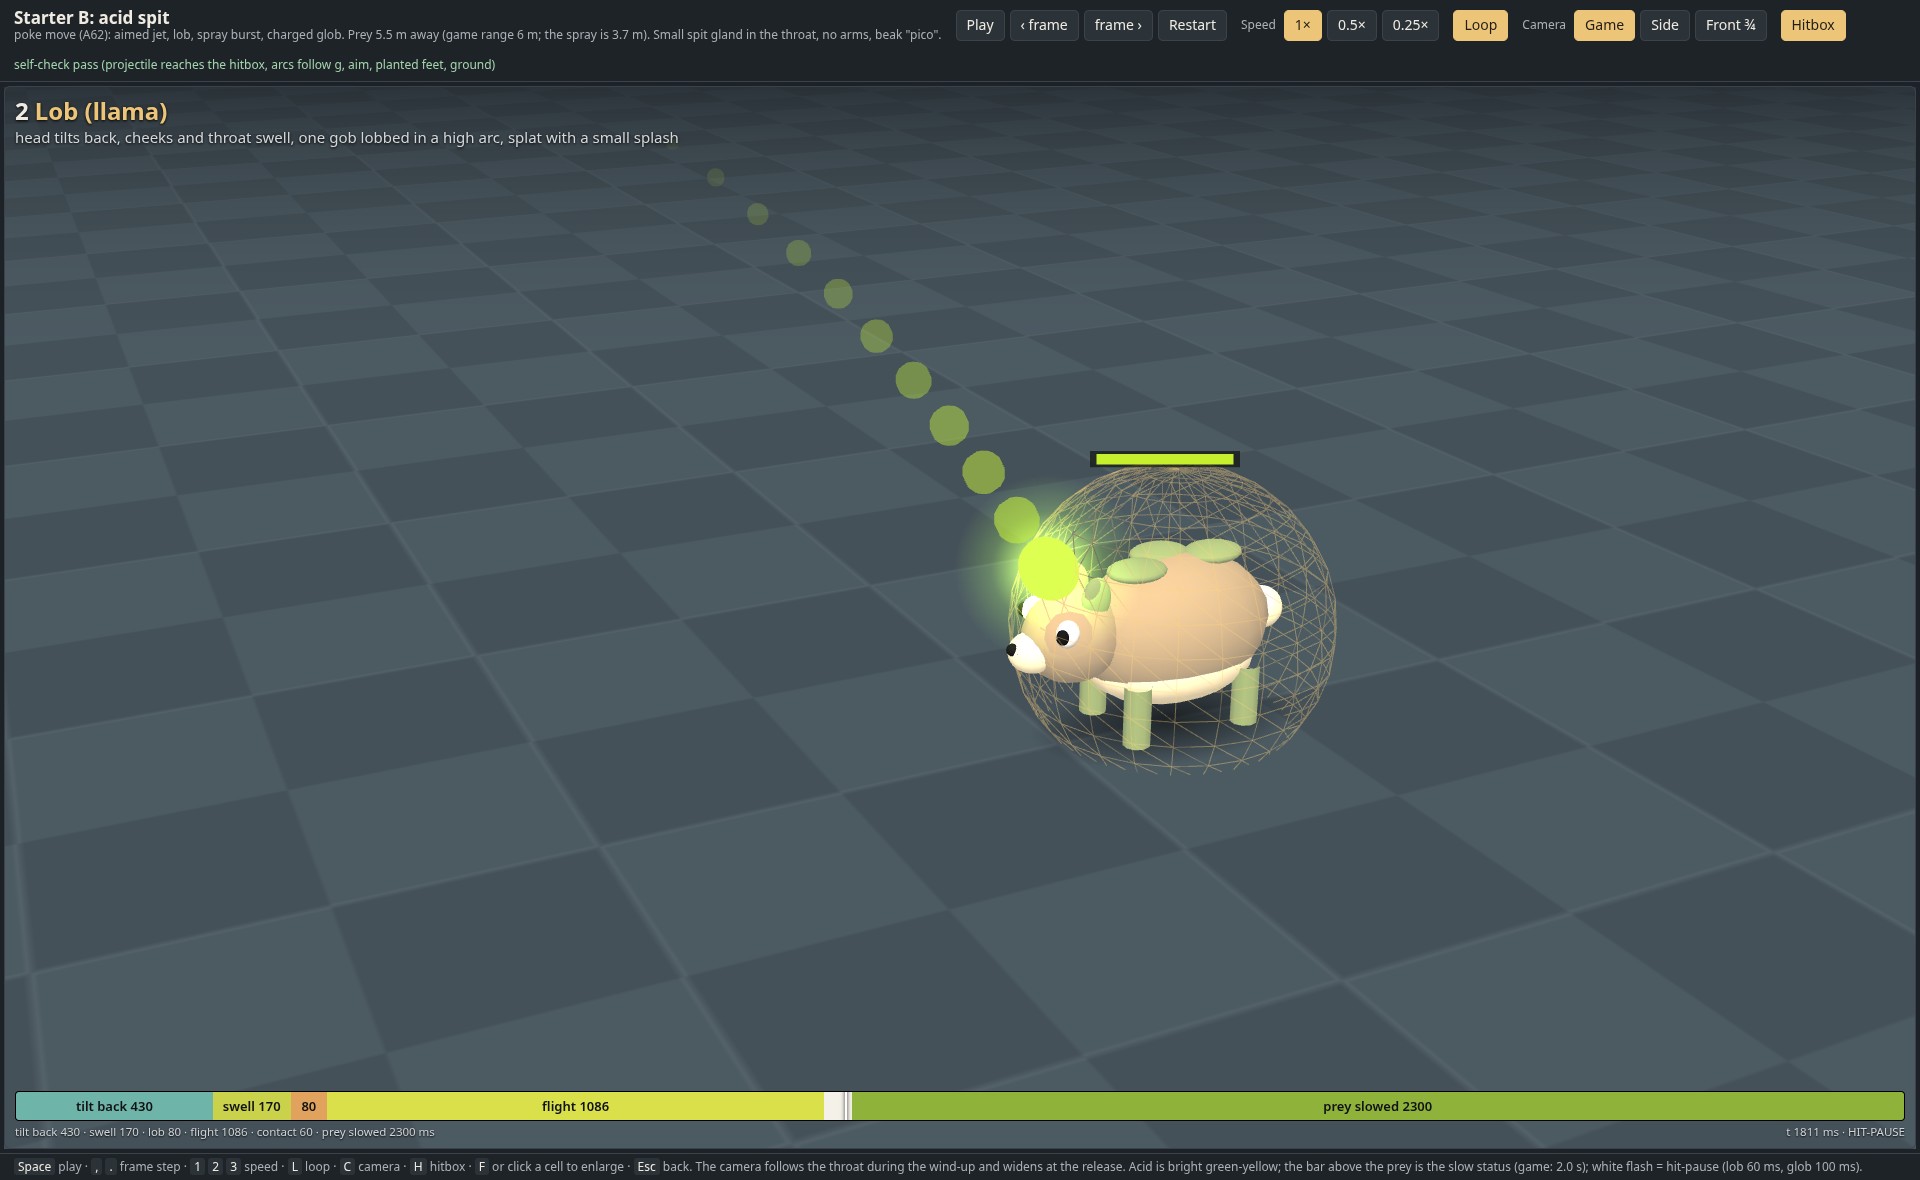 Starter B: acid spit
poke move (A62): aimed jet, lob, spray burst, charged glob. Prey 5.5 m away (game range 6 m; the spray is 3.7 m). Small spit gland in the throat, no arms, beak "pico".
Play ‹ frame frame › Restart Speed 1× 0.5× 0.25× Loop Camera Game Side Front ¾ Hitbox
self-check pass (projectile reaches the hitbox, arcs follow g, aim, planted feet, ground)
2 Lob (llama)
head tilts back, cheeks and throat swell, one gob lobbed in a high arc, splat with a small splash
tilt back 430 swell 170 80 flight 1086 prey slowed 2300
tilt back 430 · swell 170 · lob 80 · flight 1086 · contact 60 · prey slowed 2300 ms
t 1811 ms · HIT-PAUSE
Space play · , . frame step · 1 2 3 speed · L loop · C camera · H hitbox · F or click a cell to enlarge · Esc back. The camera follows the throat during the wind-up and widens at the release. Acid is bright green-yellow; the bar above the prey is the slow status (game: 2.0 s); white flash = hit-pause (lob 60 ms, glob 100 ms).